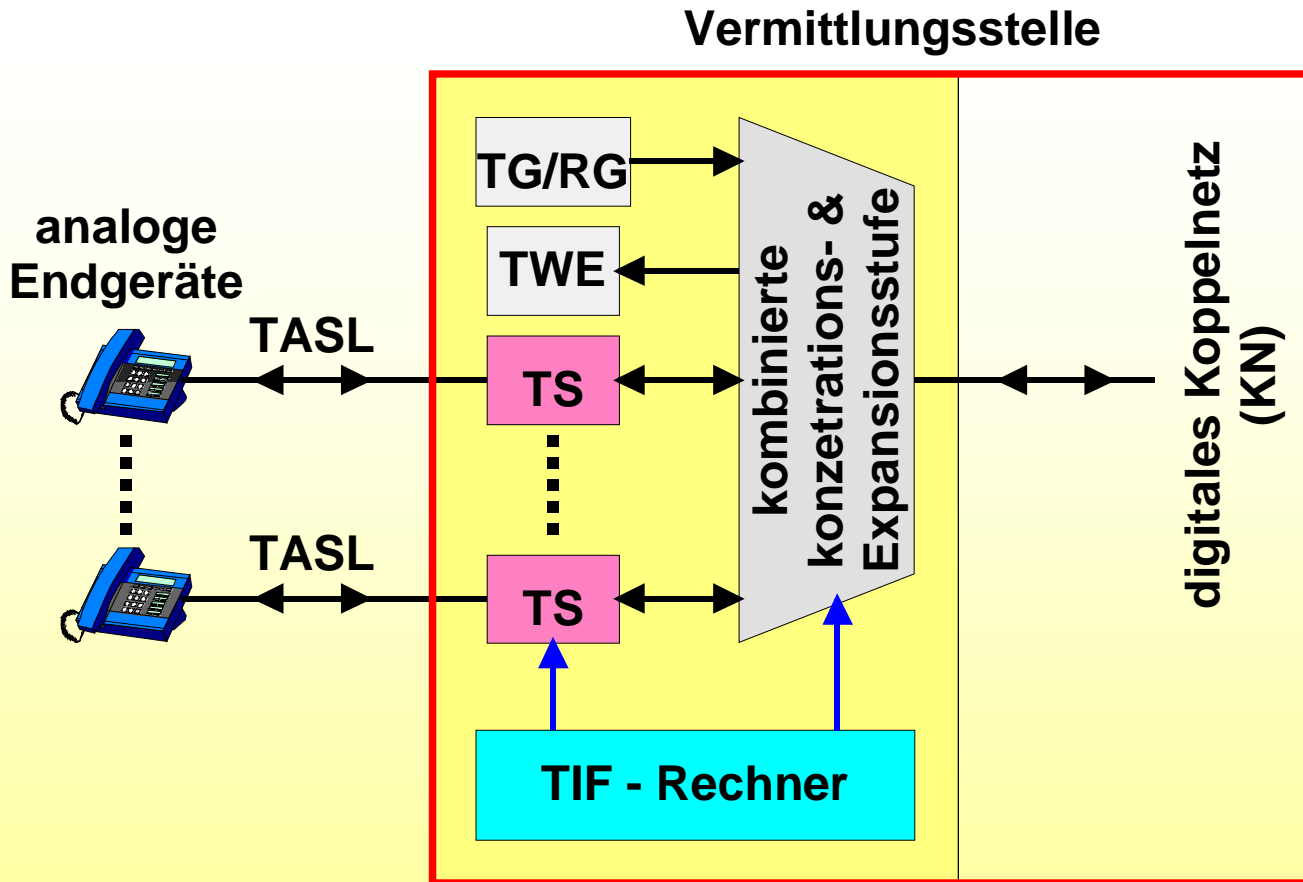 Vermittlungsstelle
analoge
Endgeräte
TASL
TASL
TG/RG
TWE
TS
TS
kombinierte
konzetrations- &
Expansionsstufe
TIF - Rechner
digitales Koppelnetz
(KN)